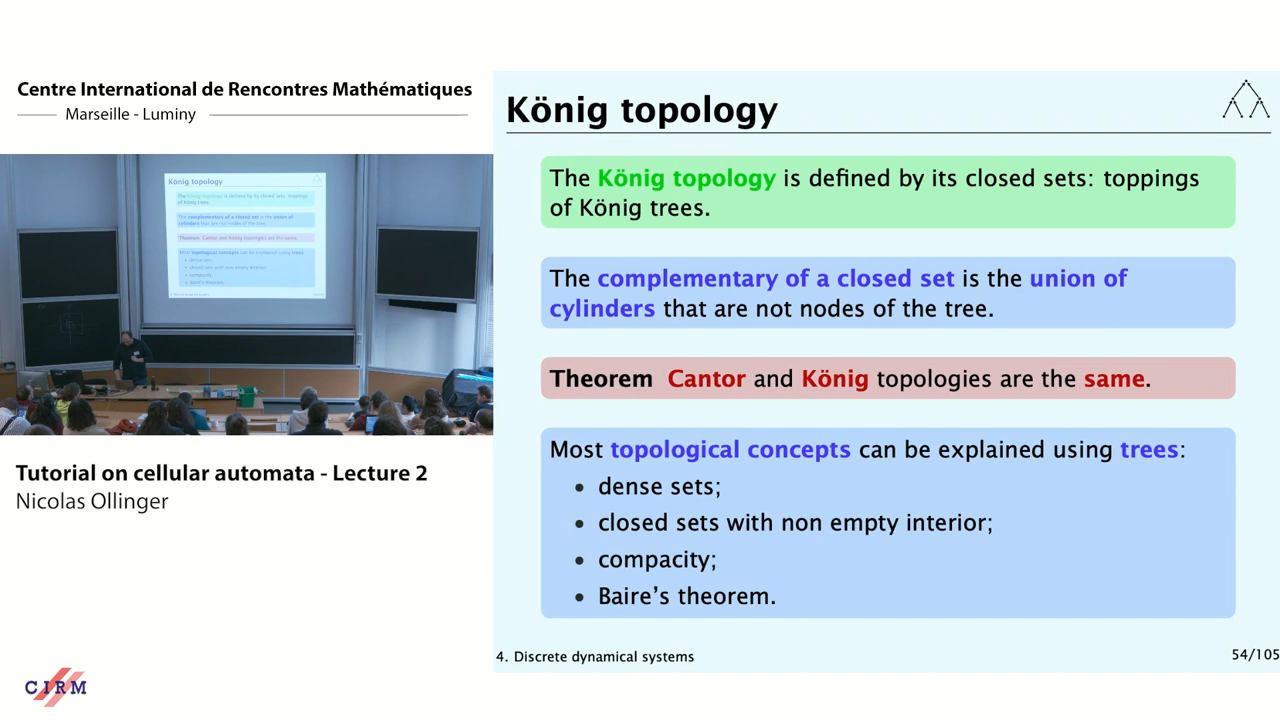 Centre International de Rencontres Mathématiques
Marseille - Luminy
König topology
The König topology is defined by its closed sets: toppings
of König trees.
The complementary of a closed set is the union of
cylinders that are not nodes of the tree.
Theorem Cantor and König topologies are the same.
Most topological concepts can be explained using trees:
• dense sets;
• closed sets with non empty interior;
• compacity;
• Baire’s theorem.
4. Discrete dynamical systems
54/105
Tutorial on cellular automata - Lecture 2
Nicolas Ollinger
CIRM